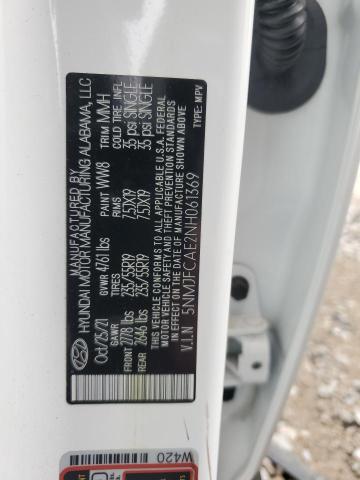 MANUFACTURED BY
HYUNDAI MOTOR MANUFACTURING ALABAMA, LLC
Oct/25/21 GVWR 4761 lbs PAINT WW8 TRIM MMH
GAWR TIRES RIMS COLD TIRE INFL
FRONT 2778 lbs 235/55R19 7.5JX19 35 psi SINGLE
REAR 2646 lbs 235/55R19 7.5JX19 35 psi SINGLE
THIS VEHICLE CONFORMS TO ALL APPLICABLE U.S.A. FEDERAL
MOTOR VEHICLE SAFETY, BUMPER, AND THEFT PREVENTION STANDARDS
IN EFFECT ON THE DATE OF MANUFACTURE SHOWN ABOVE.
V.I.N 5NMJFCAE2NH061369 TYPE: MPV
W420